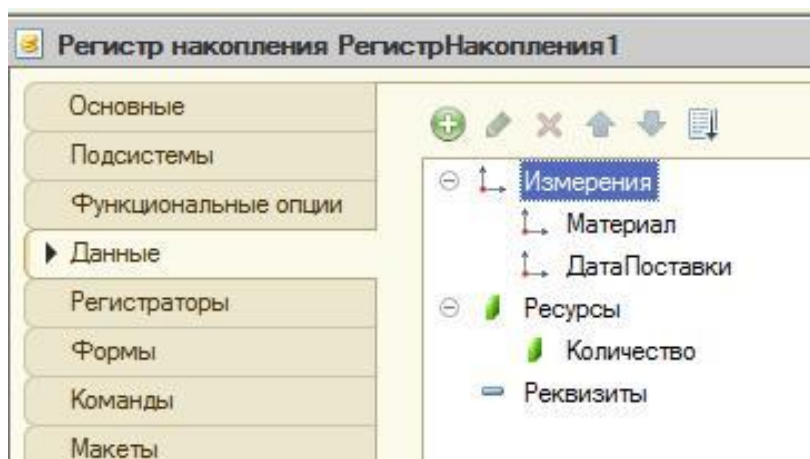 Регистр накопления РегистрНакопления1
Основные
Подсистемы
Функциональные опции
Данные
Регистраторы
Формы
Команды
Макеты
Измерения
Материал
ДатаПоставки
Ресурсы
Количество
Реквизиты